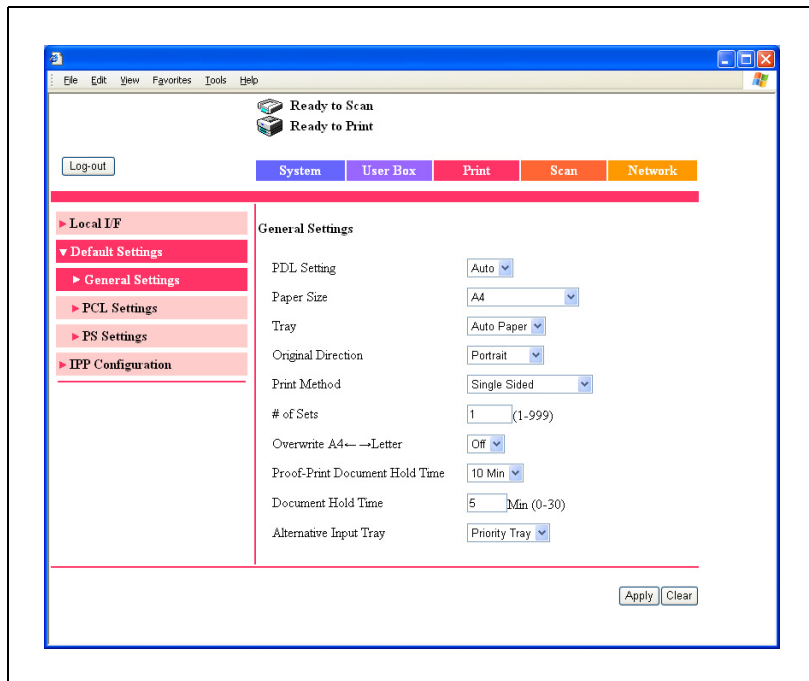 File Edit View Favorites Tools Help
Ready to Scan
Ready to Print
Log-out
System User Box Print Scan Network
Local I/F
Default Settings
General Settings
PCL Settings
PS Settings
IPP Configuration
General Settings
PDL Setting Auto
Paper Size A4
Tray Auto Paper
Original Direction Portrait
Print Method Single Sided
# of Sets 1 (1-999)
Overwrite A4←→Letter Off
Proof-Print Document Hold Time 10 Min
Document Hold Time 5 Min (0-30)
Alternative Input Tray Priority Tray
Apply Clear